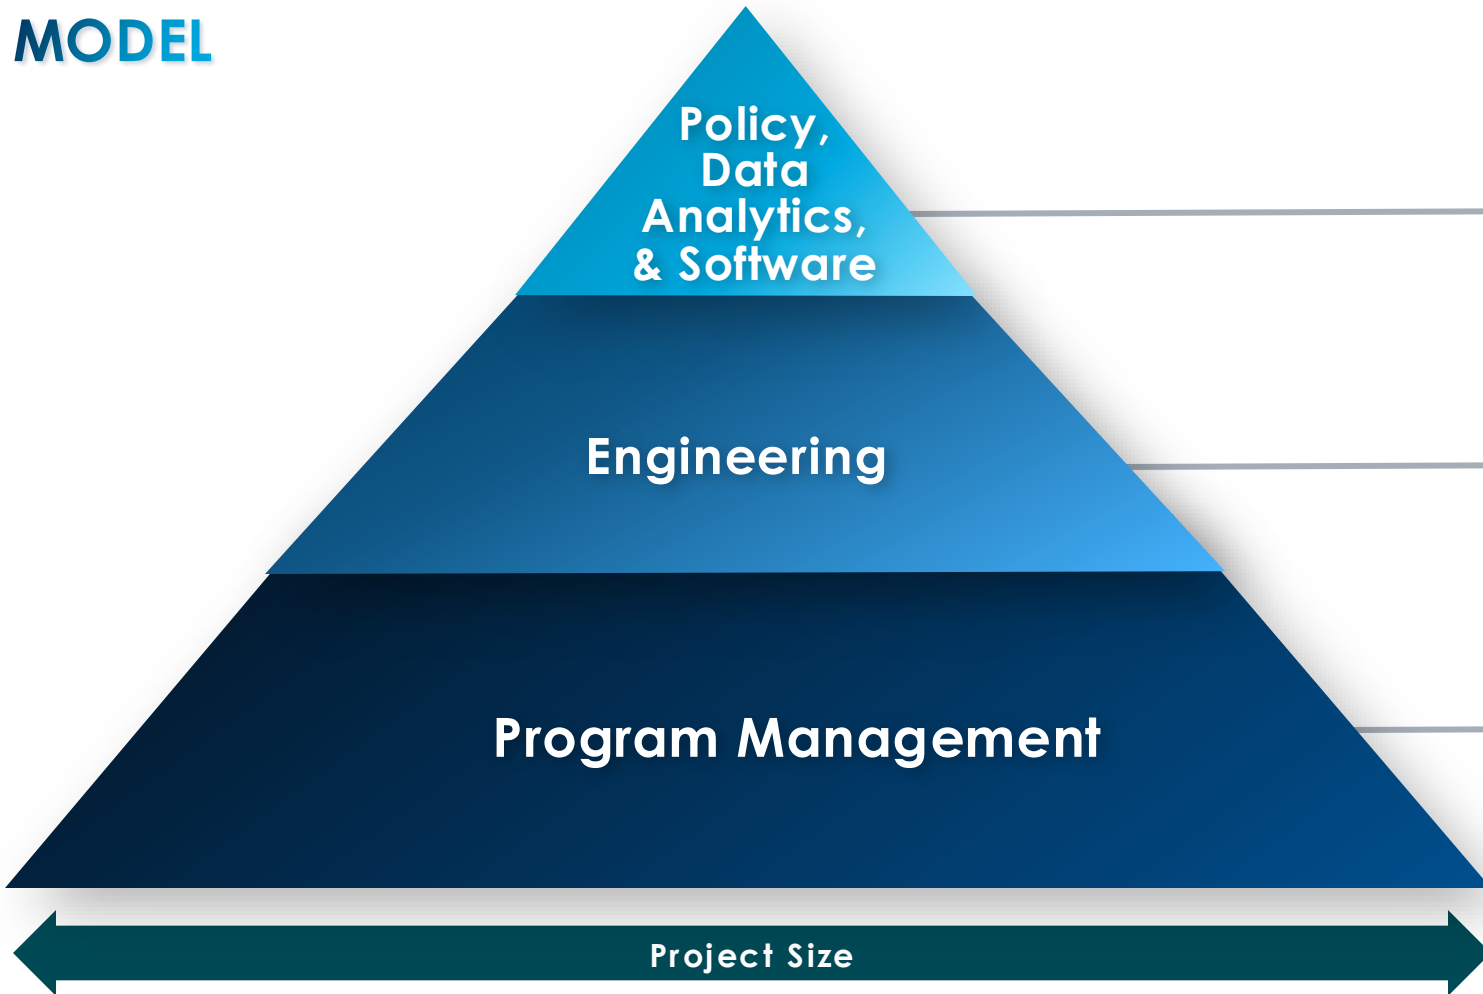 MODEL
Policy,
Data
Analytics,
& Software
Engineering
Program Management
Project Size